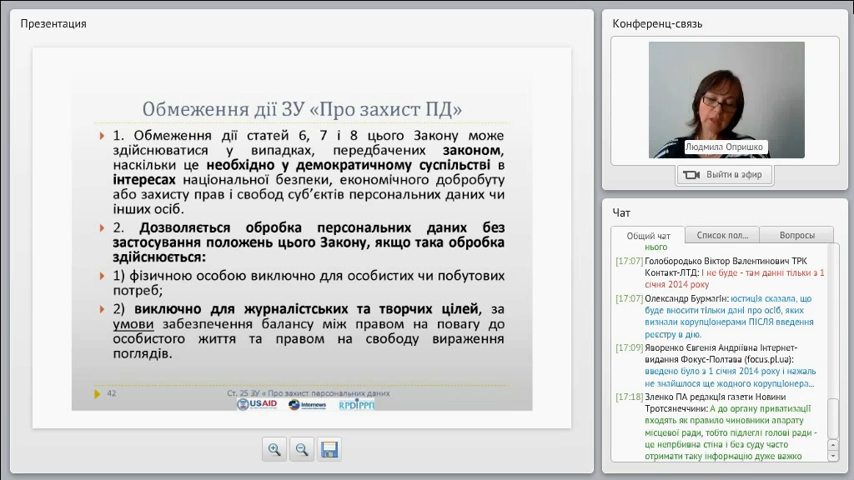 Презентация
Обмеження дії ЗУ «Про захист ПД»
1. Обмеження дії статей 6, 7 і 8 цього Закону може
здійснюватися у випадках, передбачених законом,
наскільки це необхідно у демократичному суспільстві в
інтересах національної безпеки, економічного добробуту
або захисту прав і свобод суб’єктів персональних даних чи
інших осіб.
2. Дозволяється обробка персональних даних без
застосування положень цього Закону, якщо така обробка
здійснюється:
1) фізичною особою виключно для особистих чи побутових
потреб;
2) виключно для журналістських та творчих цілей, за
умови забезпечення балансу між правом на повагу до
особистого життя та правом на свободу вираження
поглядів.
42
Ст. 25 ЗУ «Про захист персональних даних
USAID
Internews
Конференц-связь
Людмила Опришко
Выйти в эфир
Чат
Общий чат
Список пол...
Вопросы
нього
[17:07] Голобородько Віктор Валентинович ТРК
Контакт-ЛТД: І не буде - там данні тільки з 1
січня 2014 року
[17:07] Олександр Бурмагін: юстиція сказала, що
буде вносити тільки дані про осіб, яких
визнали корупціонерами ПІСЛЯ введення
реєстру в дію.
[17:09] Яворенко Євгенія Андріївна Інтернет-
видання Фокус-Полтава (focus.pl.ua):
введено було з 1 січня 2014 року і нажаль
не знайшлося ще жодного корупціонера...
[17:18] Зленко ПА редакція газети Новини
Тротсянеччини: А до органу приватизації
входять як правило чиновники апарату
місцевої ради, тобто підлеглі голові ради -
це непрбивна стіна і без суду часто
отримати таку інформацію дуже важко